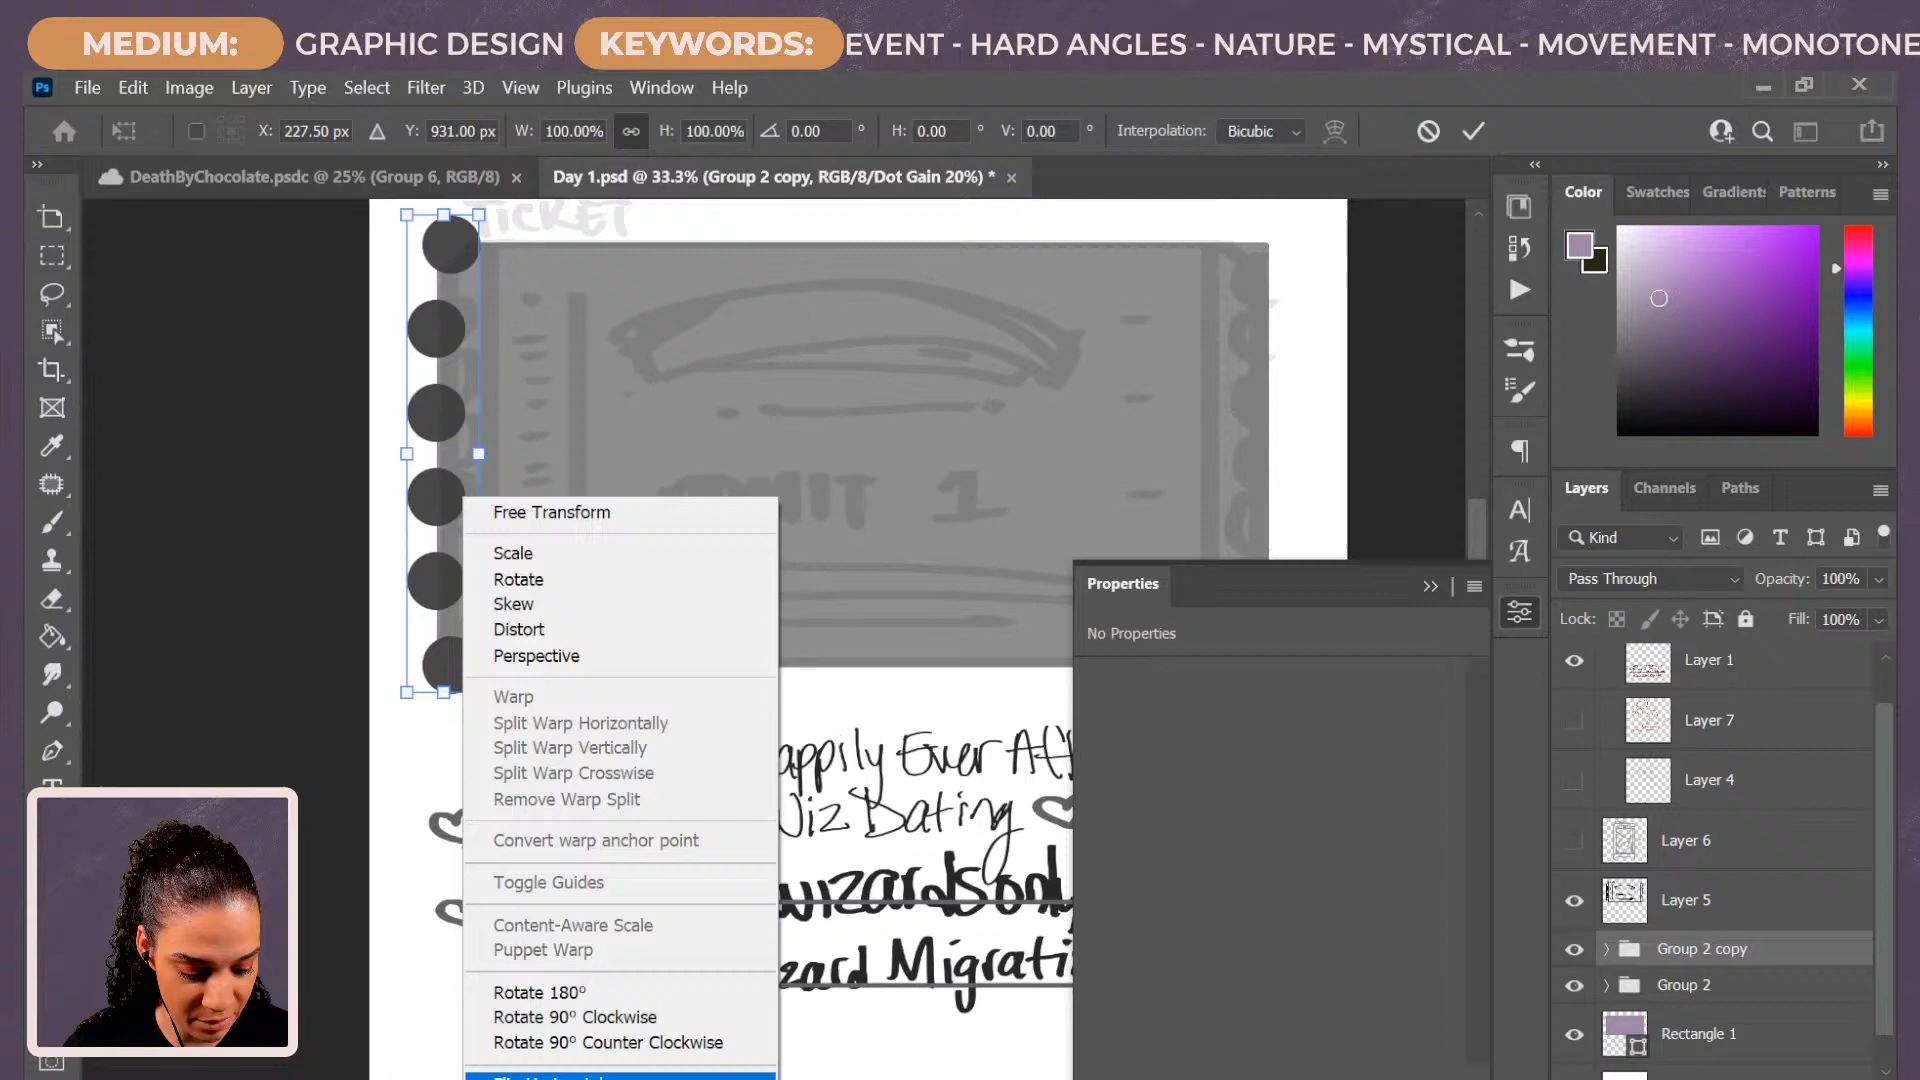 MEDIUM: GRAPHIC DESIGN KEYWORDS: EVENT - HARD ANGLES - NATURE - MYSTICAL - MOVEMENT - MONOTONE
Ps File Edit Image Layer Type Select Filter 3D View Plugins Window Help
X: 227.50 px Y: 931.00 px W: 100.00% H: 100.00% 0.00 ° H: 0.00 ° V: 0.00 ° Interpolation: Bicubic
DeathByChocolate.psdc @ 25% (Group 6, RGB/8) × Day 1.psd @ 33.3% (Group 2 copy, RGB/8/Dot Gain 20%) * ×
Color Swatches Gradients Patterns
TICKET
1
Free Transform
Scale
Rotate
Skew
Distort
Perspective
Warp
Split Warp Horizontally
Split Warp Vertically
Split Warp Crosswise
Remove Warp Split
Convert warp anchor point
Toggle Guides
Content-Aware Scale
Puppet Warp
Rotate 180°
Rotate 90° Clockwise
Rotate 90° Counter Clockwise
Ever
Dating
Properties
No Properties
Layers Channels Paths
Kind
Pass Through Opacity: 100%
Lock: Fill: 100%
Layer 1
Layer 7
Layer 4
Layer 6
Layer 5
Group 2 copy
Group 2
Rectangle 1